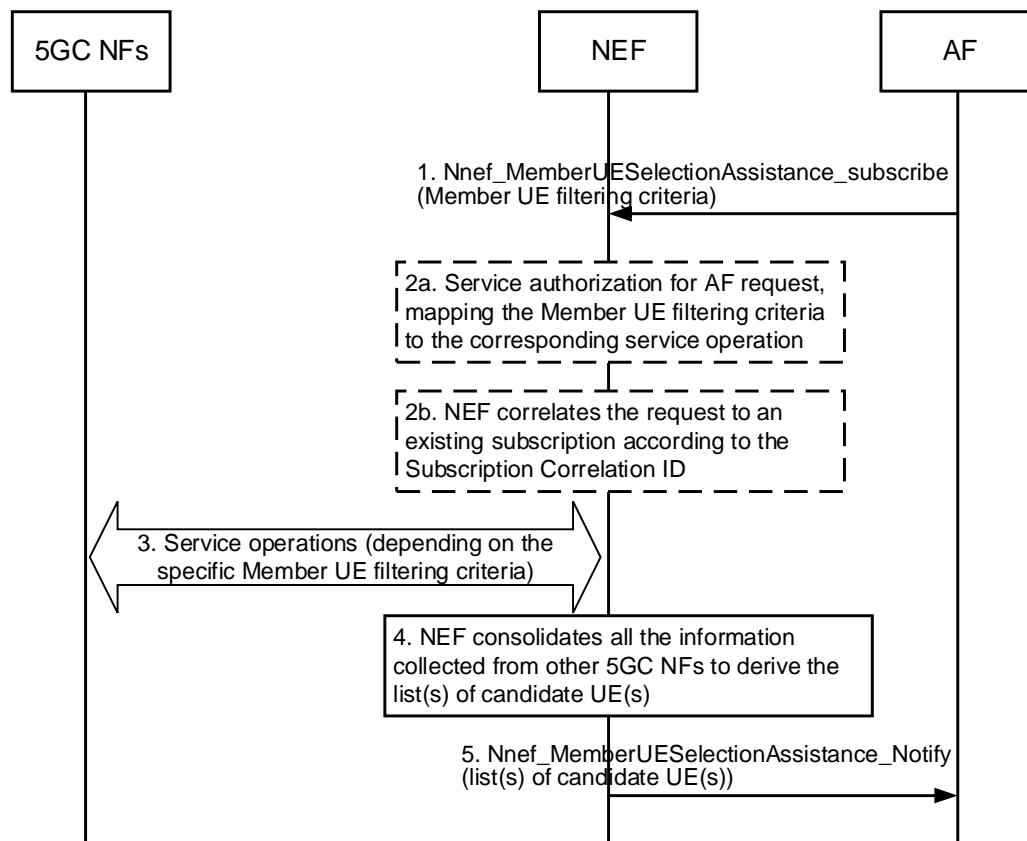 5GC NFs
NEF
AF
1. Nnef_MemberUESelectionAssistance_subscribe
(Member UE filtering criteria)
2a. Service authorization for AF request,
mapping the Member UE filtering criteria
to the corresponding service operation
2b. NEF correlates the request to an
existing subscription according to the
Subscription Correlation ID
3. Service operations (depending on the
specific Member UE filtering criteria)
4. NEF consolidates all the information
collected from other 5GC NFs to derive the
list(s) of candidate UE(s)
5. Nnef_MemberUESelectionAssistance_Notify
(list(s) of candidate UE(s))